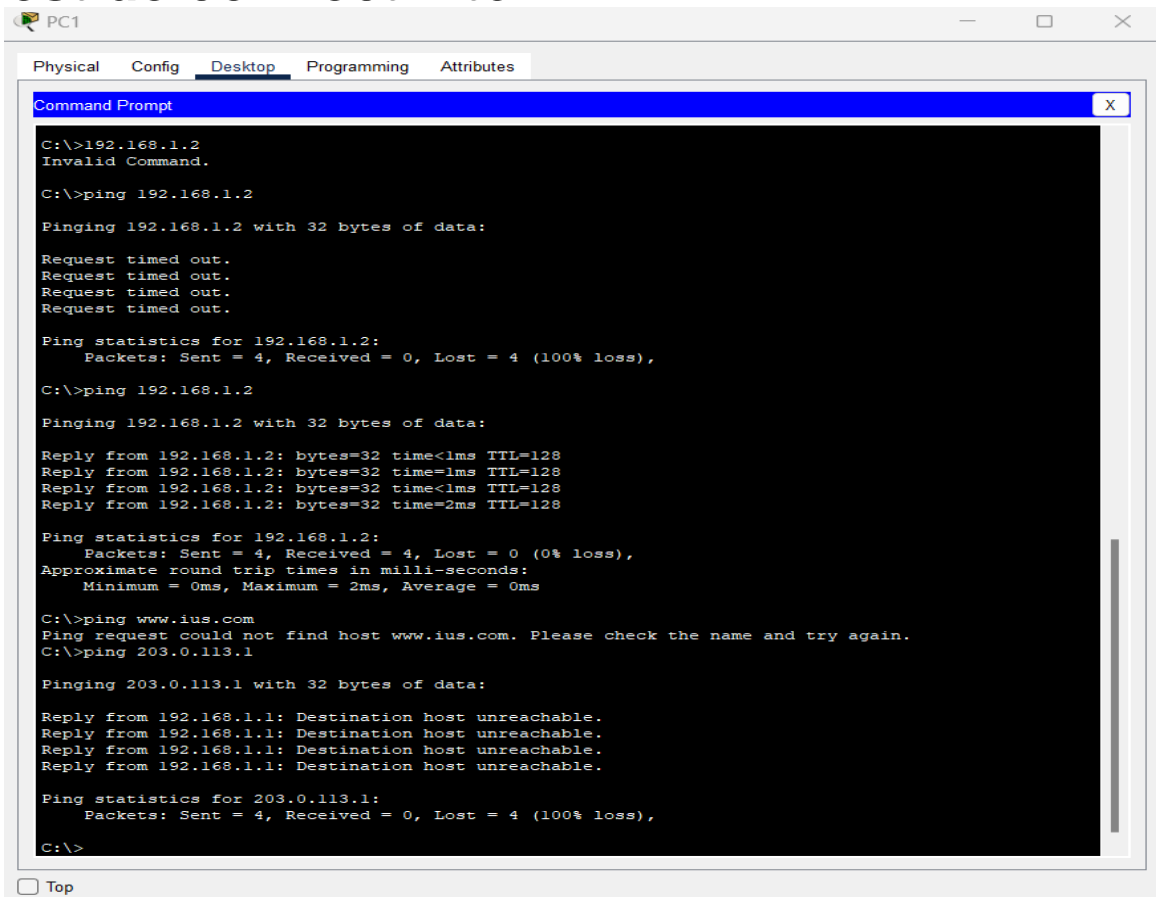 PC1
Physical Config Desktop Programming Attributes
Command Prompt
X
C:\>192.168.1.2
Invalid Command.
C:\>ping 192.168.1.2
Pinging 192.168.1.2 with 32 bytes of data:
Request timed out.
Request timed out.
Request timed out.
Request timed out.
Ping statistics for 192.168.1.2:
Packets: Sent = 4, Received = 0, Lost = 4 (100% loss),
C:\>ping 192.168.1.2
Pinging 192.168.1.2 with 32 bytes of data:
Reply from 192.168.1.2: bytes=32 time<1ms TTL=128
Reply from 192.168.1.2: bytes=32 time=1ms TTL=128
Reply from 192.168.1.2: bytes=32 time<1ms TTL=128
Reply from 192.168.1.2: bytes=32 time=2ms TTL=128
Ping statistics for 192.168.1.2:
Packets: Sent = 4, Received = 4, Lost = 0 (0% loss),
Approximate round trip times in milli-seconds:
Minimum = 0ms, Maximum = 2ms, Average = 0ms
C:\>ping www.ius.com
Ping request could not find host www.ius.com. Please check the name and try again.
C:\>ping 203.0.113.1
Pinging 203.0.113.1 with 32 bytes of data:
Reply from 192.168.1.1: Destination host unreachable.
Reply from 192.168.1.1: Destination host unreachable.
Reply from 192.168.1.1: Destination host unreachable.
Reply from 192.168.1.1: Destination host unreachable.
Ping statistics for 203.0.113.1:
Packets: Sent = 4, Received = 0, Lost = 4 (100% loss),
C:\>
Top